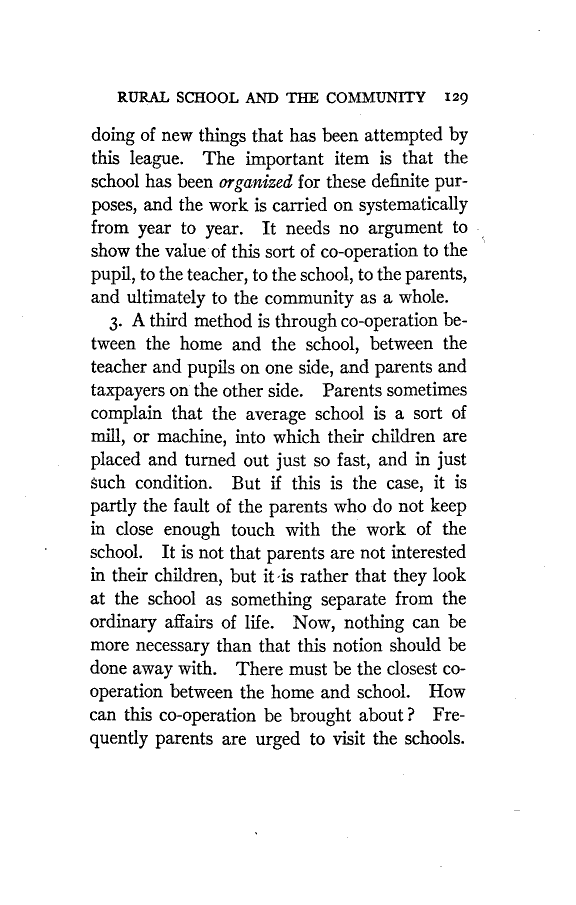 RURAL SCHOOL AND THE COMMUNITY 129
doing of new things that has been attempted by
this league. The important item is that the
school has been organized for these definite pur-
poses, and the work is carried on systematically
from year to year. It needs no argument to
show the value of this sort of co-operation to the
pupil, to the teacher, to the school, to the parents,
and ultimately to the community as a whole.
3. A third method is through co-operation be-
tween the home and the school, between the
teacher and pupils on one side, and parents and
taxpayers on the other side. Parents sometimes
complain that the average school is a sort of
mill, or machine, into which their children are
placed and turned out just so fast, and in just
such condition. But if this is the case, it is
partly the fault of the parents who do not keep
in close enough touch with the work of the
school. It is not that parents are not interested
in their children, but it is rather that they look
at the school as something separate from the
ordinary affairs of life. Now, nothing can be
more necessary than that this notion should be
done away with. There must be the closest co-
operation between the home and school. How
can this co-operation be brought about? Fre-
quently parents are urged to visit the schools.